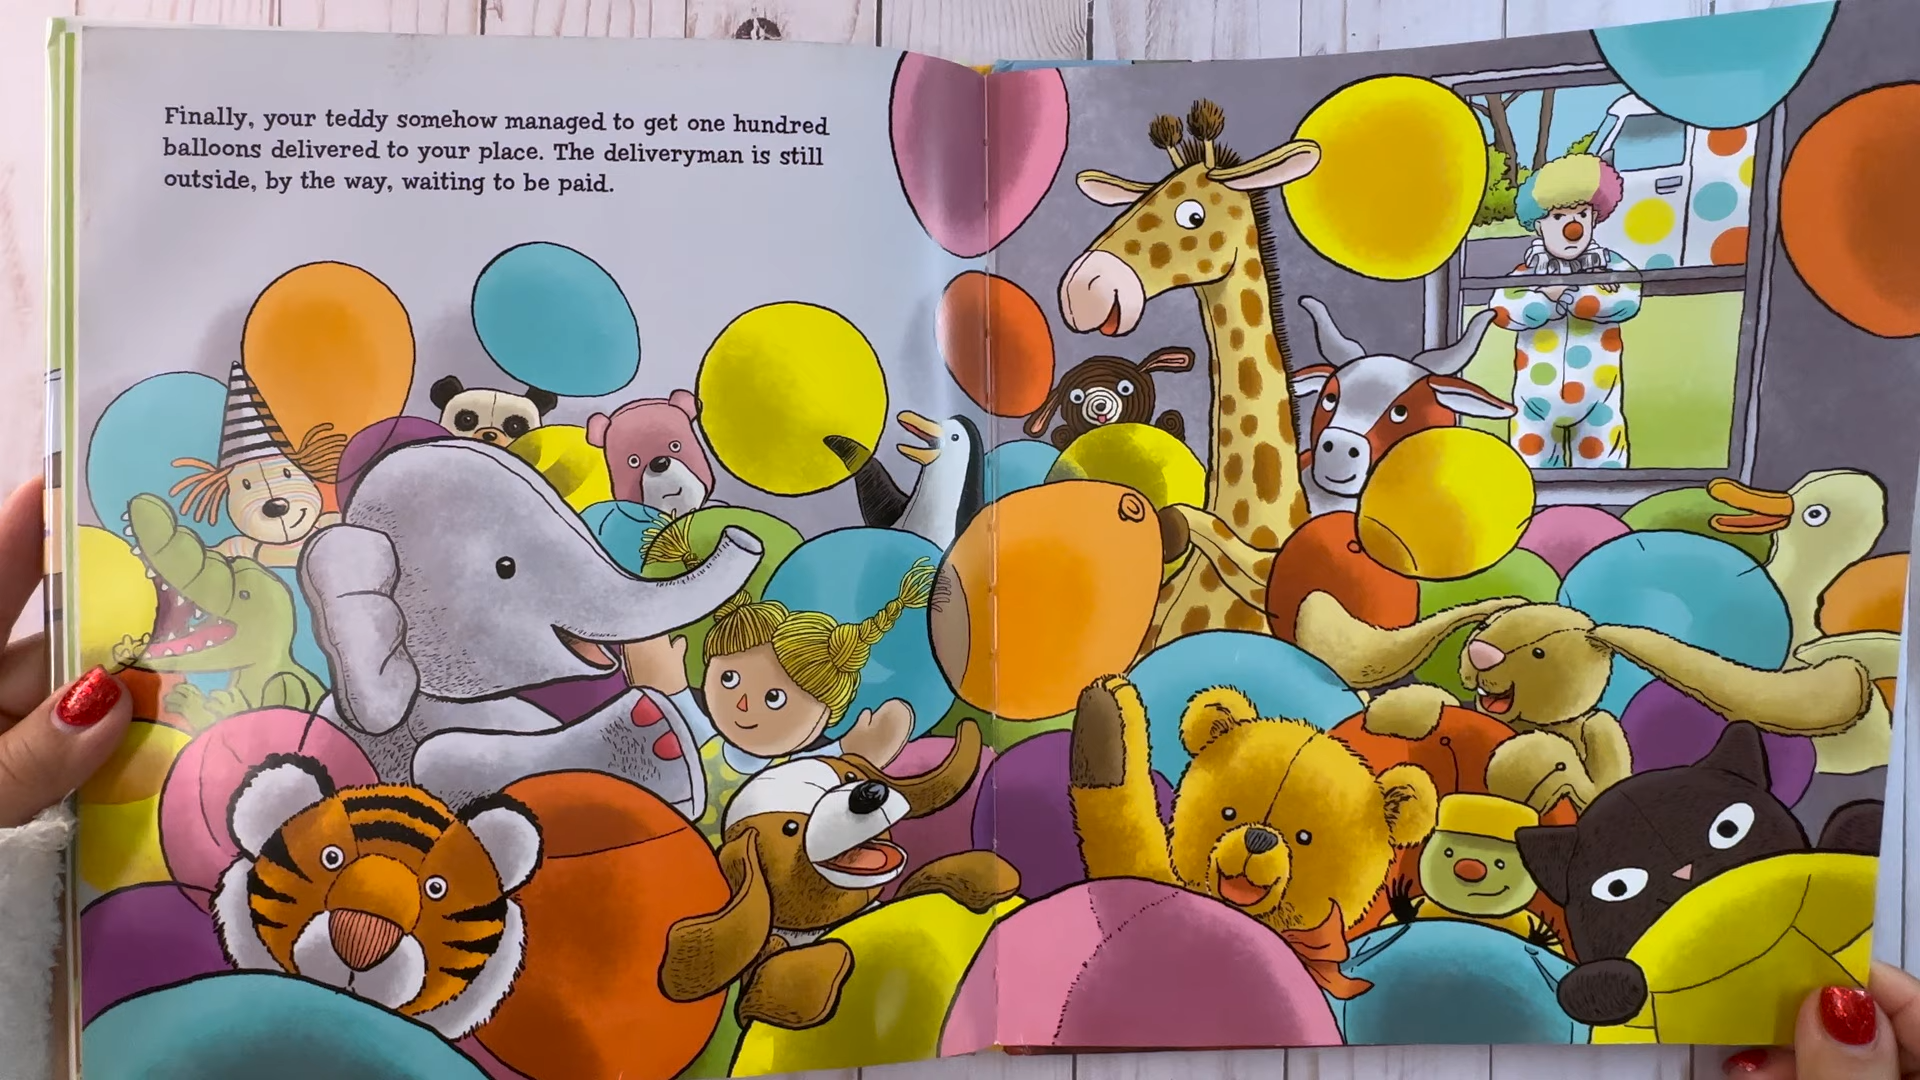 Finally, your teddy somehow managed to get one hundred
balloons delivered to your place. The deliveryman is still
outside, by the way, waiting to be paid.